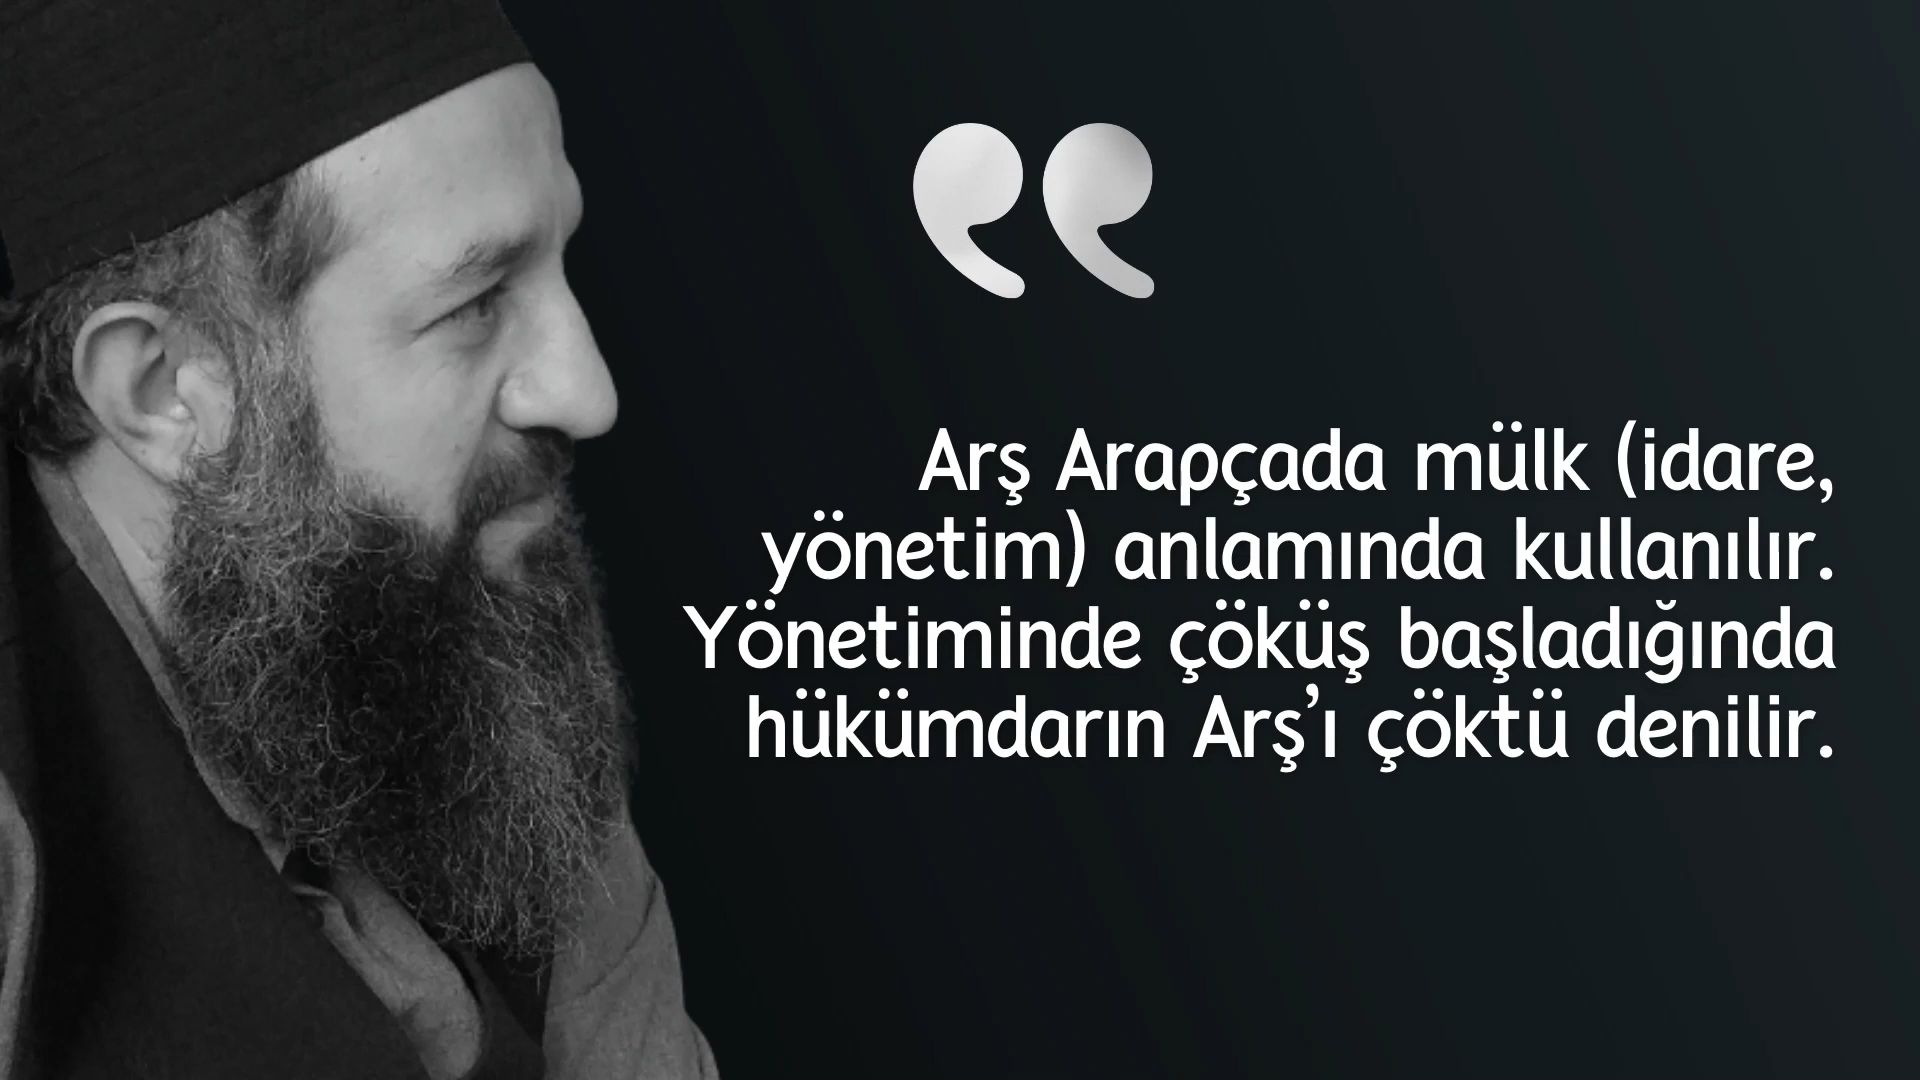 Arş Arapçada mülk (idare,
yönetim) anlamında kullanılır.
Yönetiminde çöküş başladığında
hükümdarın Arş’ı çöktü denilir.